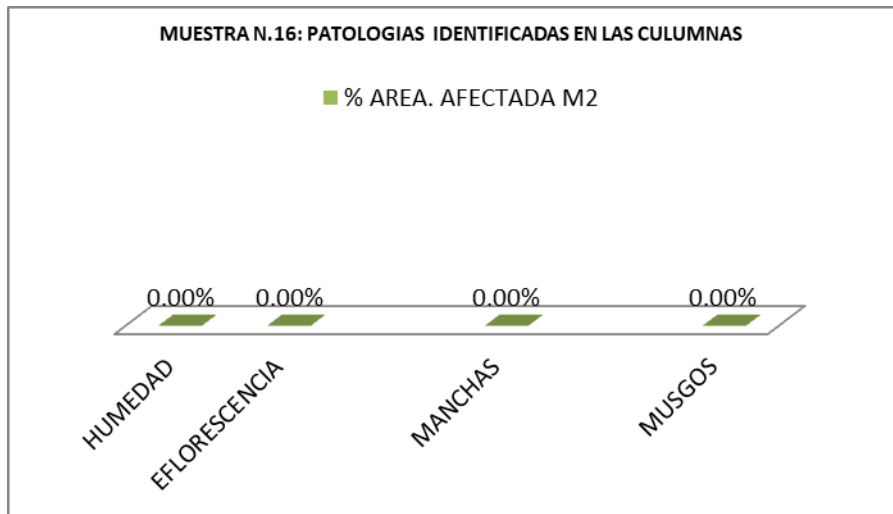 MUESTRA N.16: PATOLOGIAS IDENTIFICADAS EN LAS CULUMNAS
% AREA. AFECTADA M2
0.00% 0.00% 0.00% 0.00%
HUMEDAD
EFLORESCENCIA
MANCHAS
MUSGOS